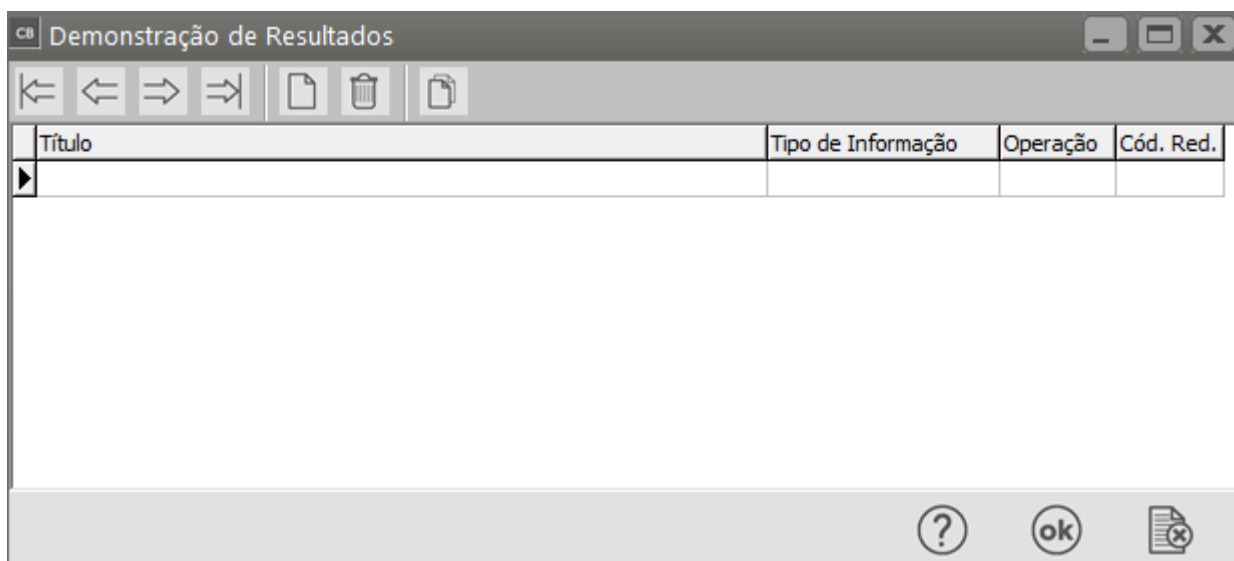 CB Demonstração de Resultados
Título Tipo de Informação Operação Cód. Red.
? ok